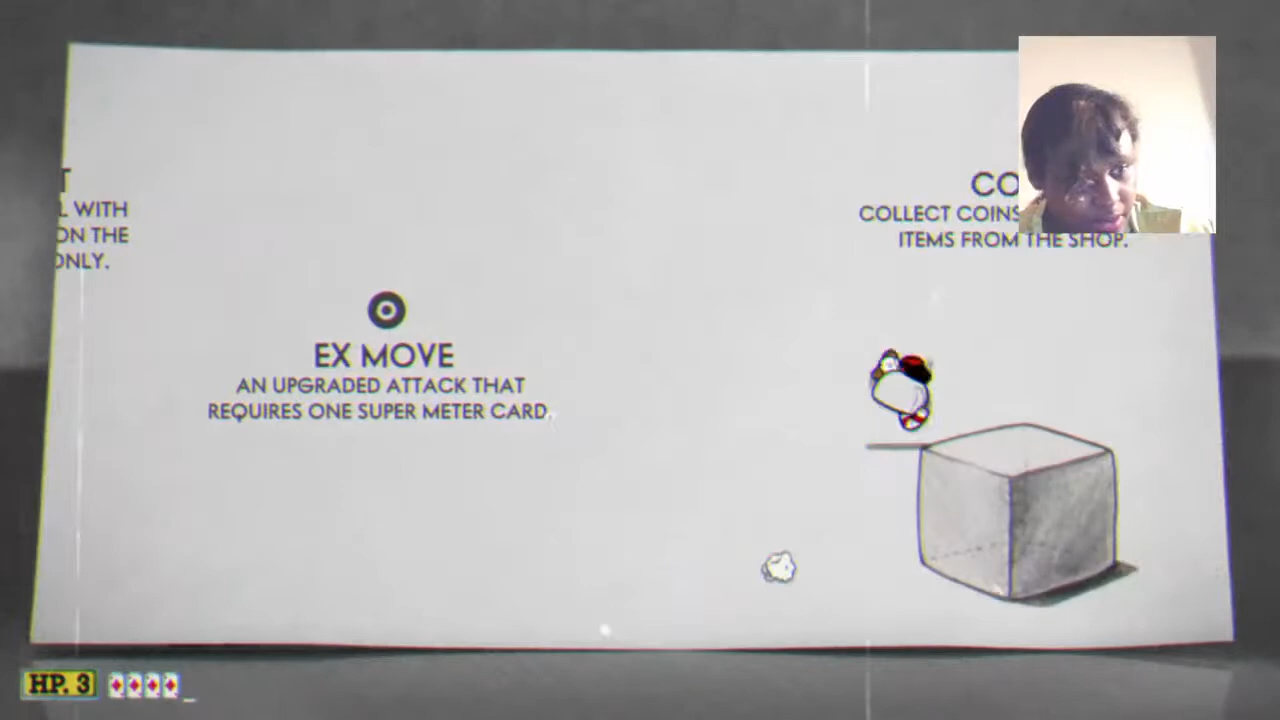 T
L WITH
ON THE
ONLY.
EX MOVE
AN UPGRADED ATTACK THAT
REQUIRES ONE SUPER METER CARD.
CO
COLLECT COINS
ITEMS FROM THE SHOP.
HP. 3